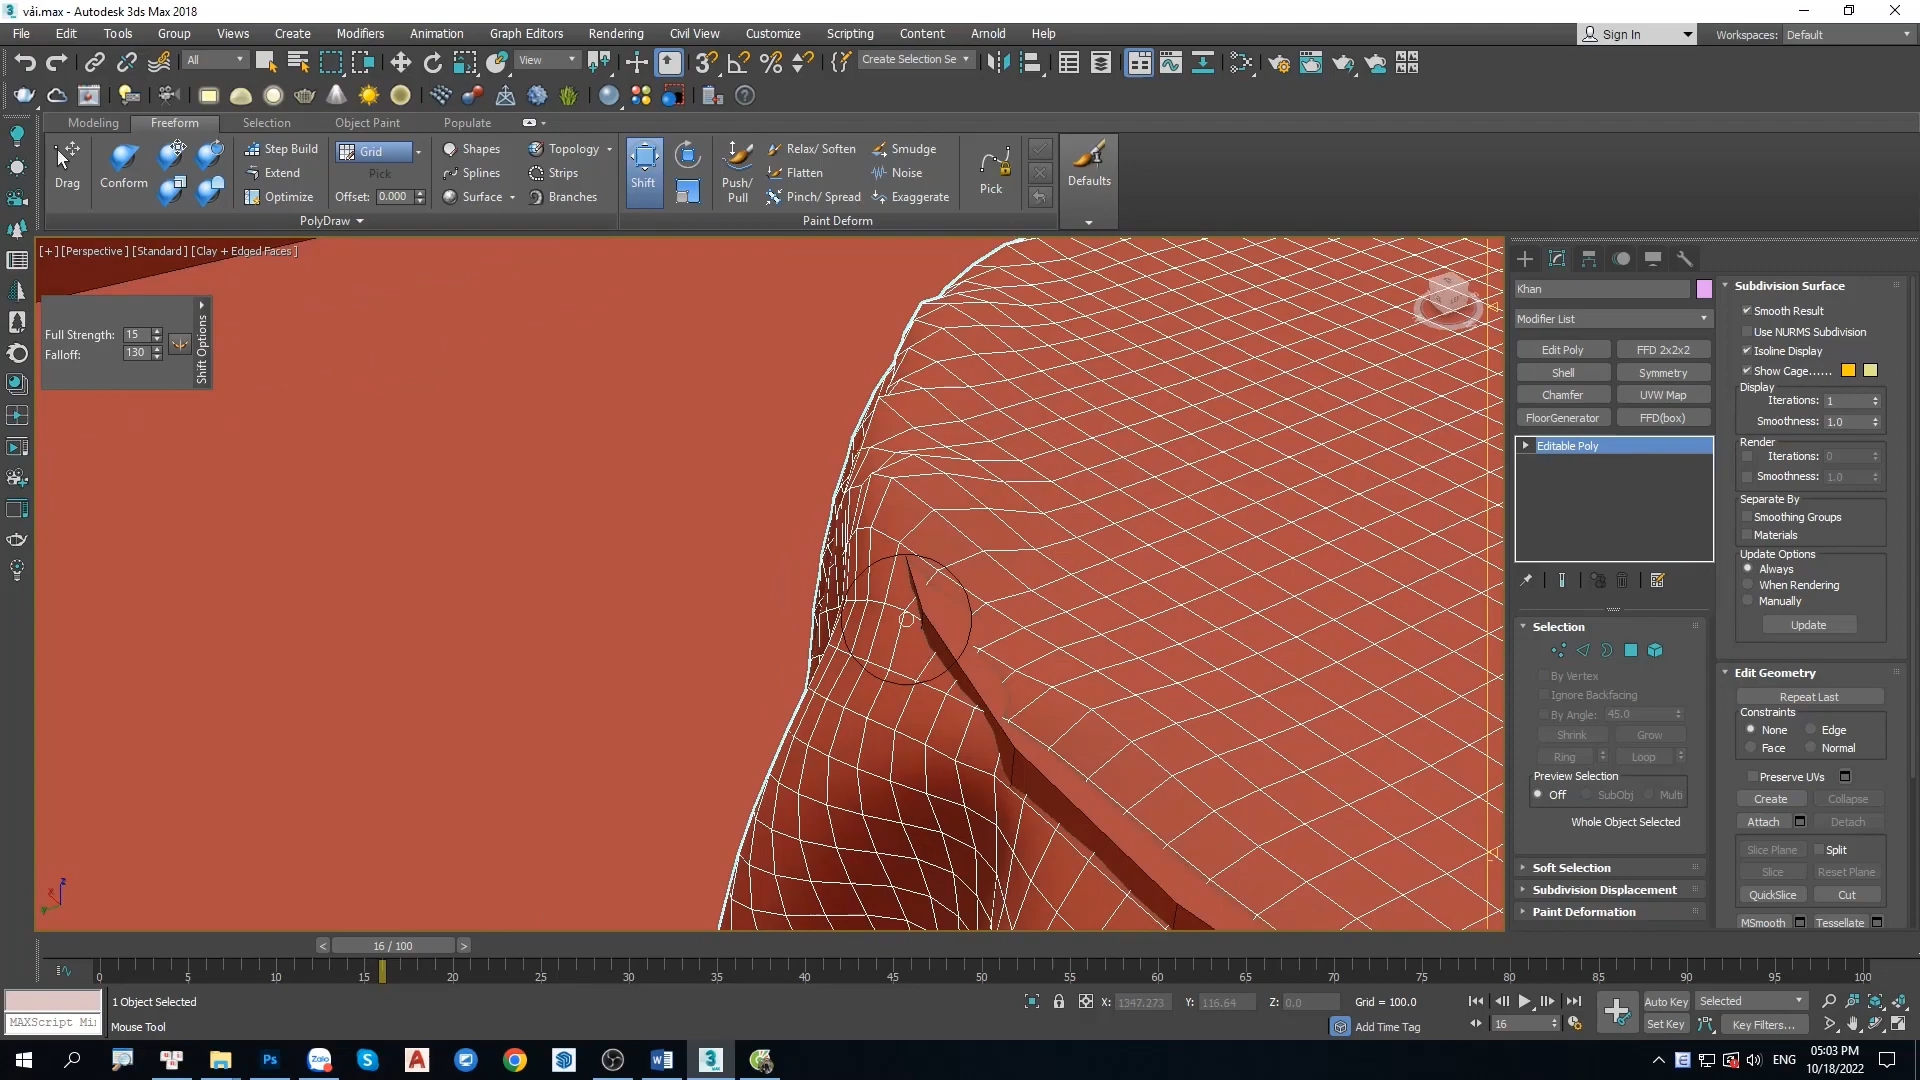 vải.max - Autodesk 3ds Max 2018
File Edit Tools Group Views Create Modifiers Animation Graph Editors Rendering Civil View Customize Scripting Content Arnold Help
Sign In Workspaces: Default
All View Create Selection Se
Modeling Freeform Selection Object Paint Populate
Step Build Grid Shapes Topology Relax/ Soften Smudge
Drag Conform Extend Pick Splines Strips Shift Push/ Pull Flatten Noise Pick Defaults
Optimize Offset: 0.000 Surface Branches Pinch/ Spread Exaggerate
PolyDraw Paint Deform
[+] [Perspective ] [Standard ] [Clay + Edged Faces ]
Full Strength: 15
Falloff: 130
Shift Options
Khan
Modifier List
Edit Poly FFD 2x2x2
Shell Symmetry
Chamfer UVW Map
FloorGenerator FFD(box)
Editable Poly
Selection
By Vertex
Ignore Backfacing
By Angle: 45.0
Shrink Grow
Ring Loop
Preview Selection
Off SubObj Multi
Whole Object Selected
Soft Selection
Subdivision Displacement
Paint Deformation
Subdivision Surface
Smooth Result
Use NURMS Subdivision
Isoline Display
Show Cage......
Display
Iterations: 1
Smoothness: 1.0
Render
Iterations: 0
Smoothness: 1.0
Separate By
Smoothing Groups
Materials
Update Options
Always
When Rendering
Manually
Update
Edit Geometry
Repeat Last
Constraints
None Edge
Face Normal
Preserve UVs
Create Collapse
Attach Detach
Slice Plane Split
Slice Reset Plane
QuickSlice Cut
MSmooth Tessellate
< 16 / 100 >
0 5 10 15 20 25 30 35 40 45 50 55 60 65 70 75 80 85 90 95 100
1 Object Selected X: 1347.273 Y: 116.64 Z: 0.0 Grid = 100.0 Auto Key Selected
MAXScript Mi Mouse Tool Add Time Tag 16 Set Key Key Filters...
ENG 05:03 PM
10/18/2022